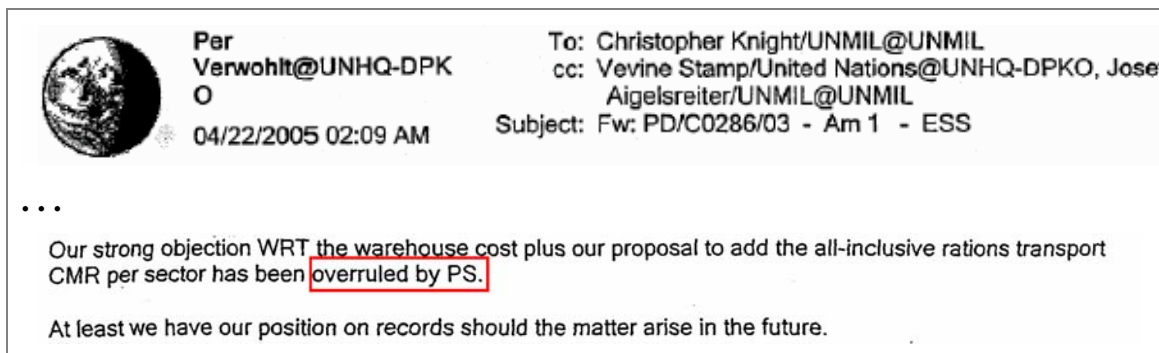 Per
Verwohlt@UNHQ-DPK
O
04/22/2005 02:09 AM
To: Christopher Knight/UNMIL@UNMIL
cc: Vevine Stamp/United Nations@UNHQ-DPKO, Jose
Aigelsreiter/UNMIL@UNMIL
Subject: Fw: PD/C0286/03 - Am 1 - ESS
...
Our strong objection WRT the warehouse cost plus our proposal to add the all-inclusive rations transport
CMR per sector has been overruled by PS.
At least we have our position on records should the matter arise in the future.